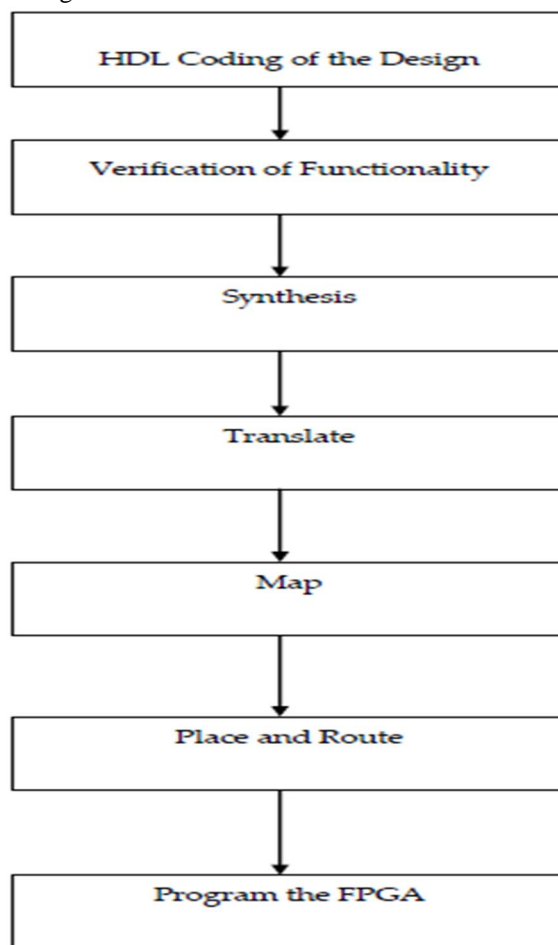 HDL Coding of the Design
Verification of Functionality
Synthesis
Translate
Map
Place and Route
Program the FPGA